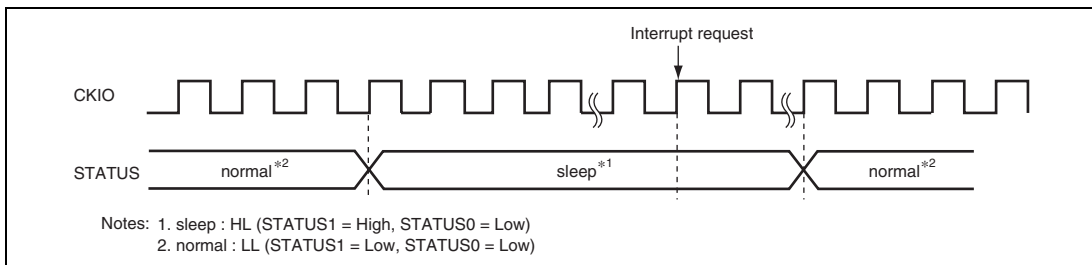 Interrupt request
CKIO
STATUS
normal*2
sleep*1
normal*2
Notes: 1. sleep : HL (STATUS1 = High, STATUS0 = Low)
2. normal : LL (STATUS1 = Low, STATUS0 = Low)